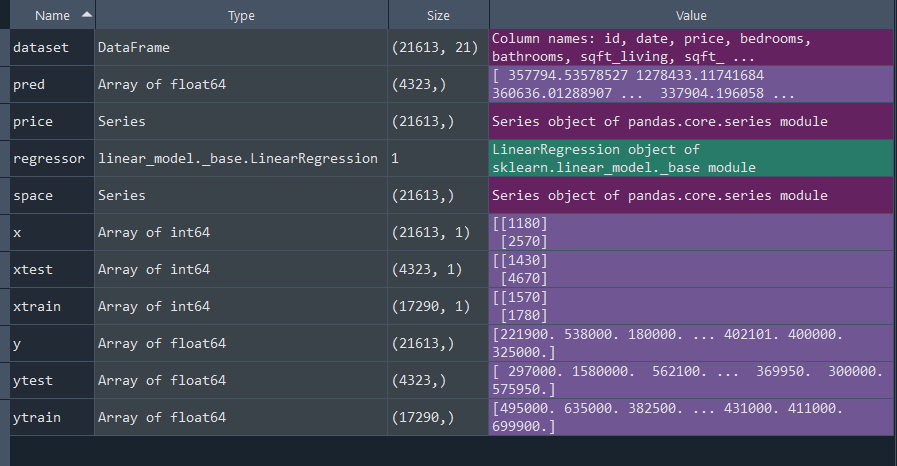 Name Type Size Value
dataset DataFrame (21613, 21) Column names: id, date, price, bedrooms,
bathrooms, sqft_living, sqft_ ...
pred Array of float64 (4323,) [ 357794.53578527 1278433.11741684
360636.01288907 ... 337904.196058 ...
price Series (21613,) Series object of pandas.core.series module
regressor linear_model._base.LinearRegression 1 LinearRegression object of
sklearn.linear_model._base module
space Series (21613,) Series object of pandas.core.series module
x Array of int64 (21613, 1) [[1180]
[2570]
xtest Array of int64 (4323, 1) [[1430]
[4670]
xtrain Array of int64 (17290, 1) [[1570]
[1780]
y Array of float64 (21613,) [221900. 538000. 180000. ... 402101. 400000.
325000.]
ytest Array of float64 (4323,) [ 297000. 1580000. 562100. ... 369950. 300000.
575950.]
ytrain Array of float64 (17290,) [495000. 635000. 382500. ... 431000. 411000.
699900.]